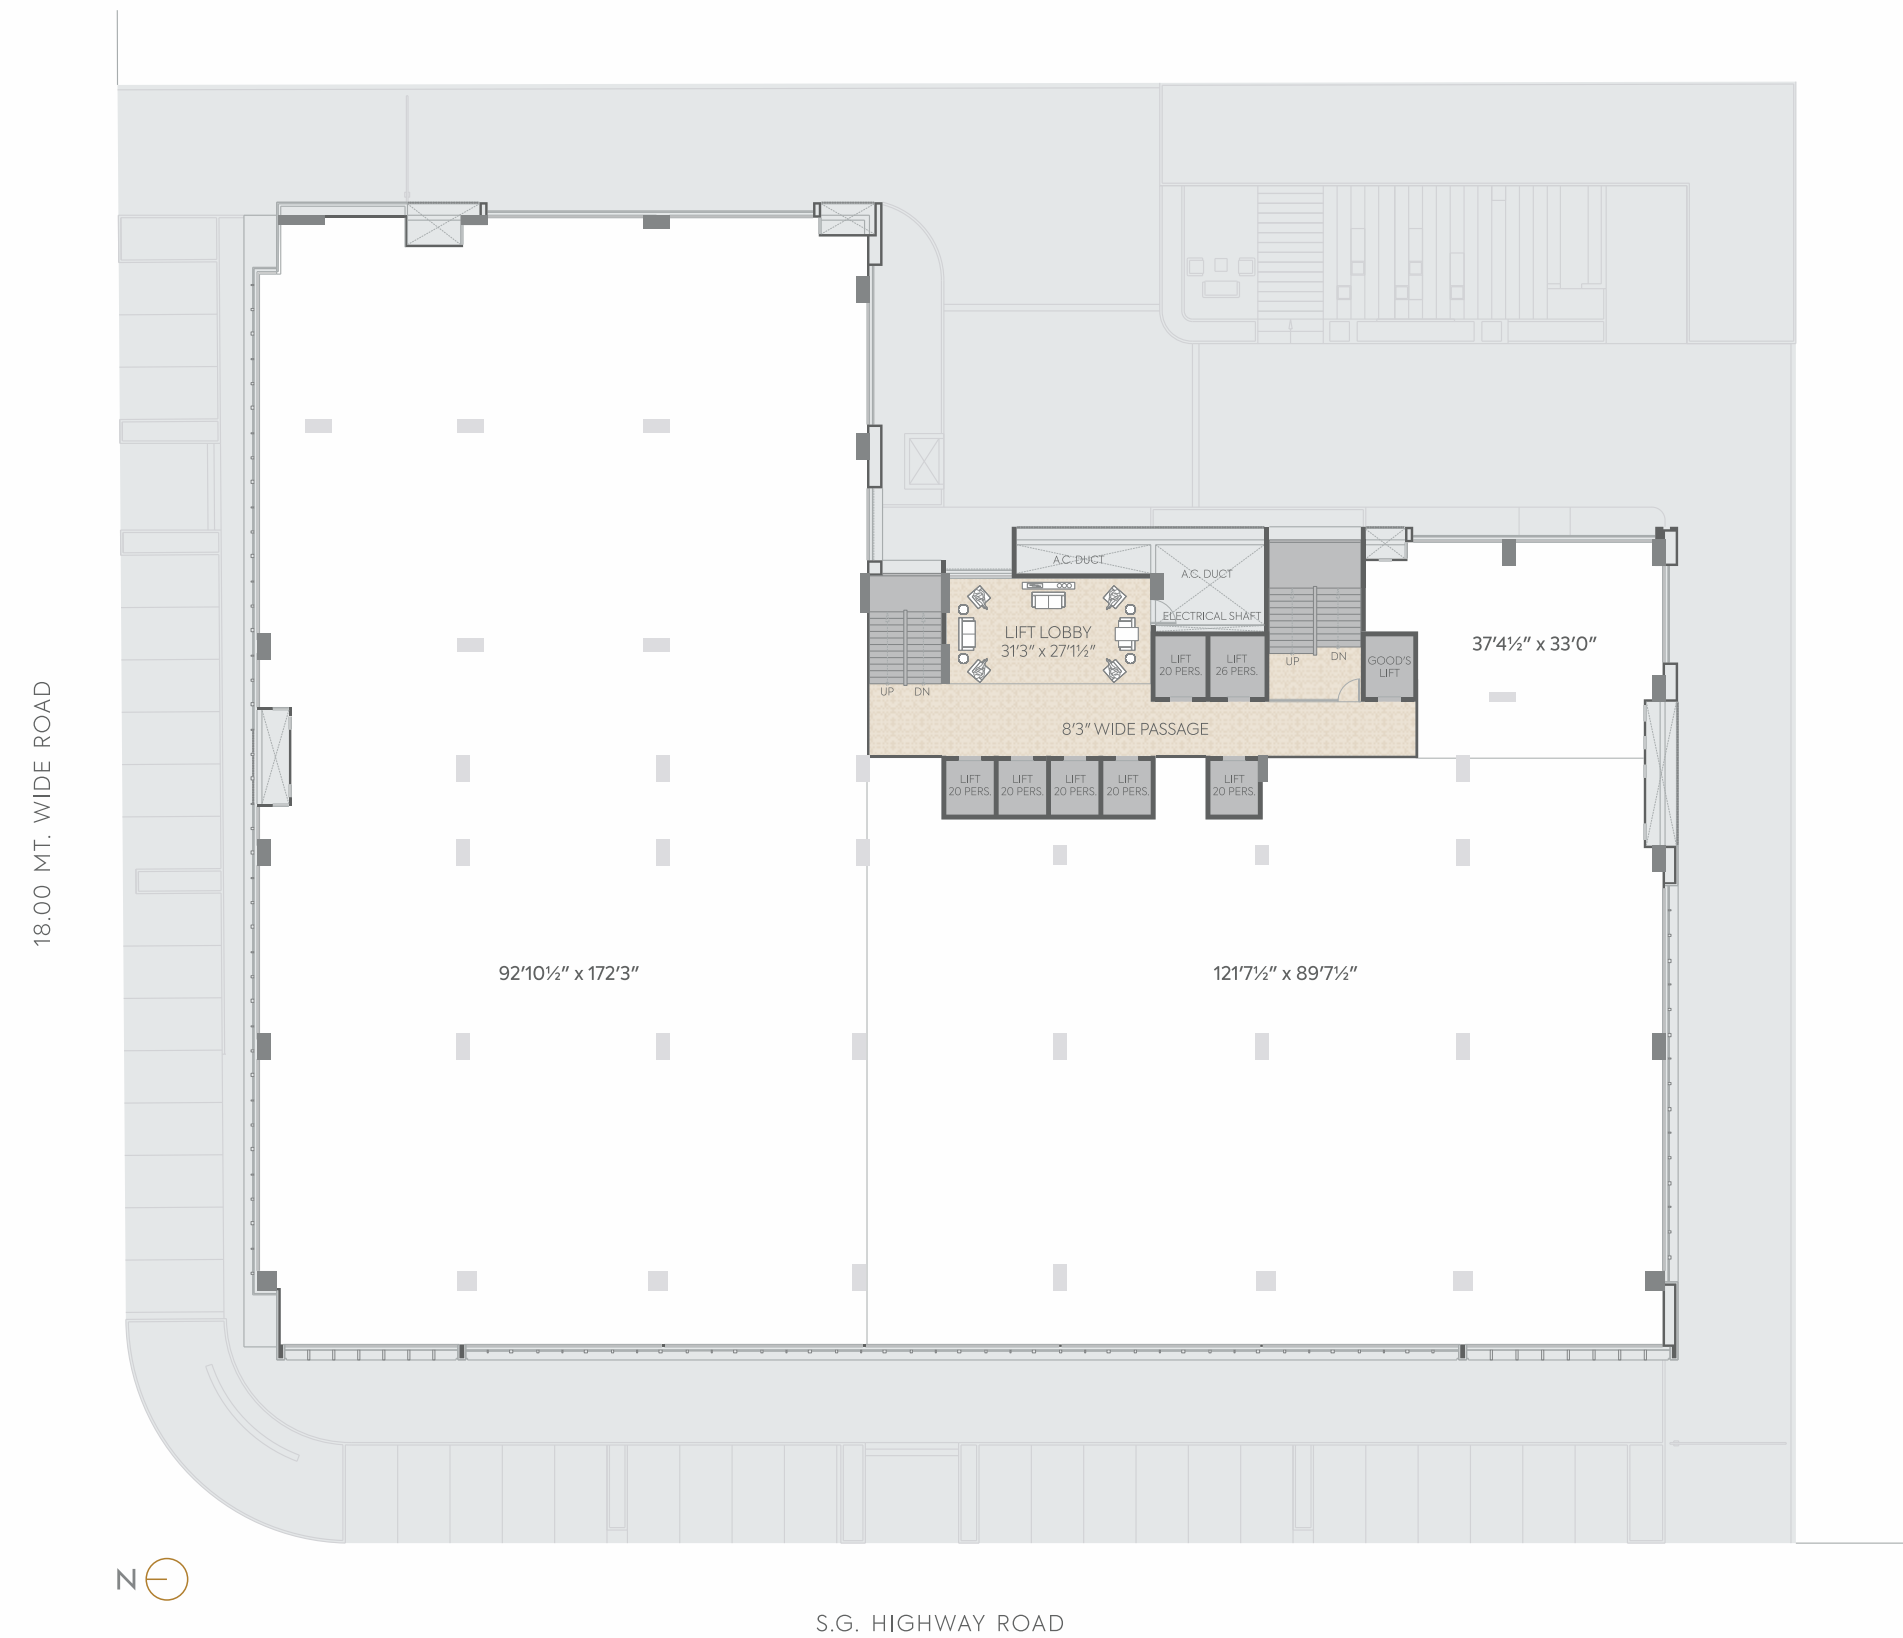 A.C. DUCT
A.C. DUCT
ELECTRICAL SHAFT
LIFT LOBBY
31'3" x 27'1½"
LIFT
20 PERS.
LIFT
26 PERS.
UP
DN
GOOD'S
LIFT
37'4½" x 33'0"
UP
DN
8'3" WIDE PASSAGE
LIFT
20 PERS.
LIFT
20 PERS.
LIFT
20 PERS.
LIFT
20 PERS.
LIFT
20 PERS.
18.00 MT. WIDE ROAD
92'10½" x 172'3"
121'7½" x 89'7½"
N
S.G. HIGHWAY ROAD